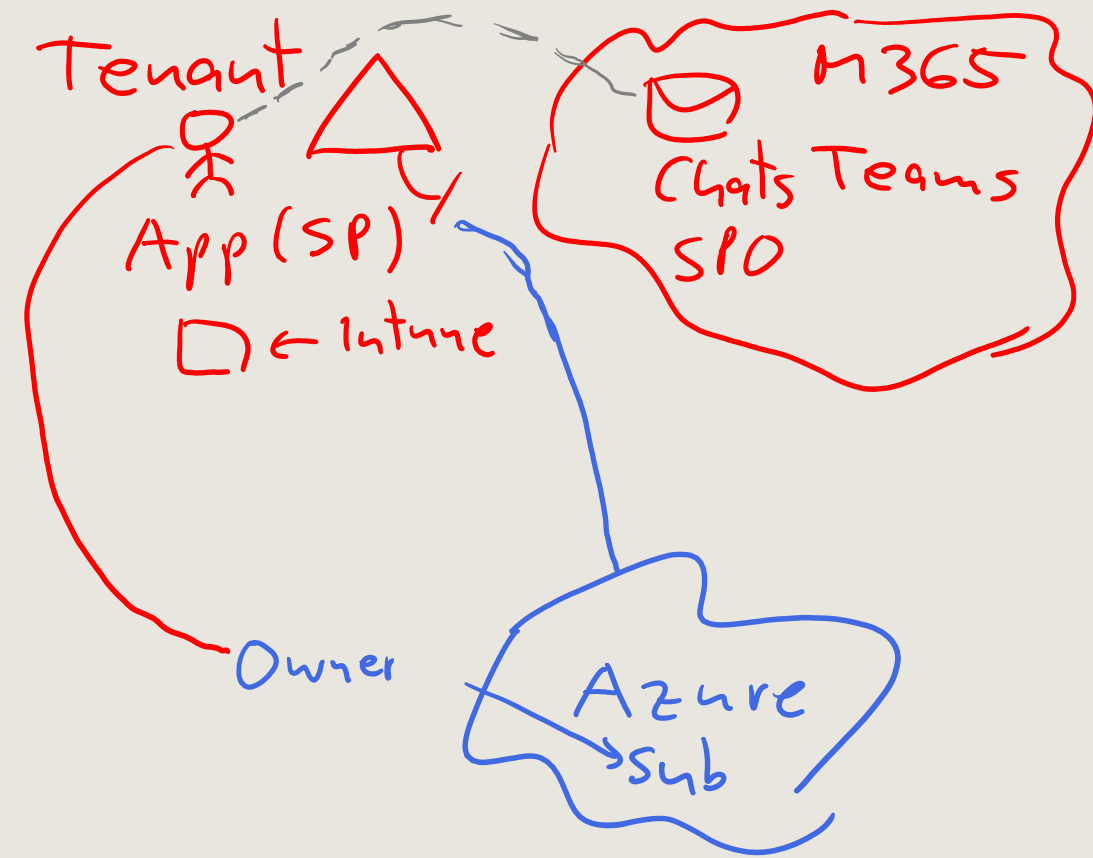 Tenant
M365
Chats Teams
SPO
App (SP)
← Intune
Owner
Azure
Sub